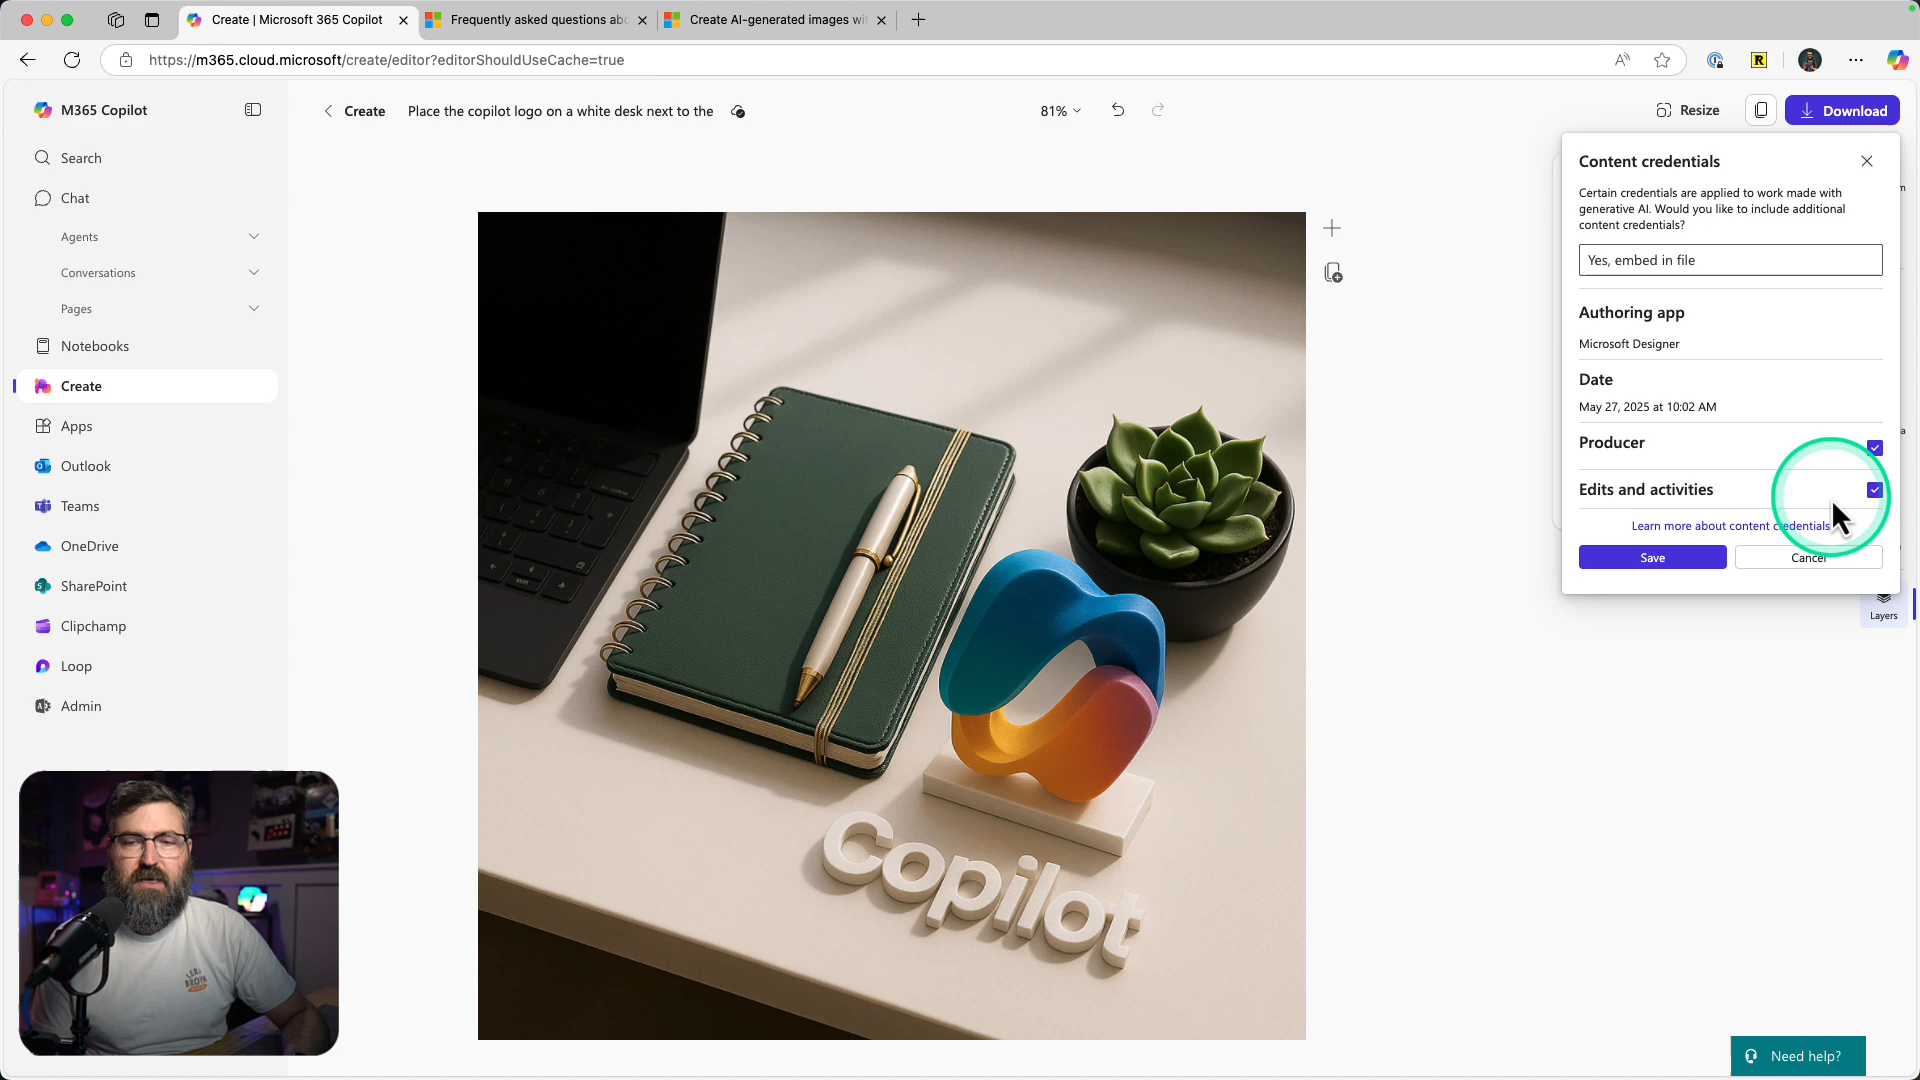 Create | Microsoft 365 Copilot
Frequently asked questions abo
Create AI-generated images wi
https://m365.cloud.microsoft/create/editor?editorShouldUseCache=true
M365 Copilot
Create
Place the copilot logo on a white desk next to the
81%
Resize
Download
Search
Chat
Agents
Conversations
Pages
Notebooks
Create
Apps
Outlook
Teams
OneDrive
SharePoint
Clipchamp
Loop
Admin
Content credentials
Certain credentials are applied to work made with
generative AI. Would you like to include additional
content credentials?
Yes, embed in file
Authoring app
Microsoft Designer
Date
May 27, 2025 at 10:02 AM
Producer
Edits and activities
Learn more about content credentials
Save
Cancel
Layers
Copilot
Need help?